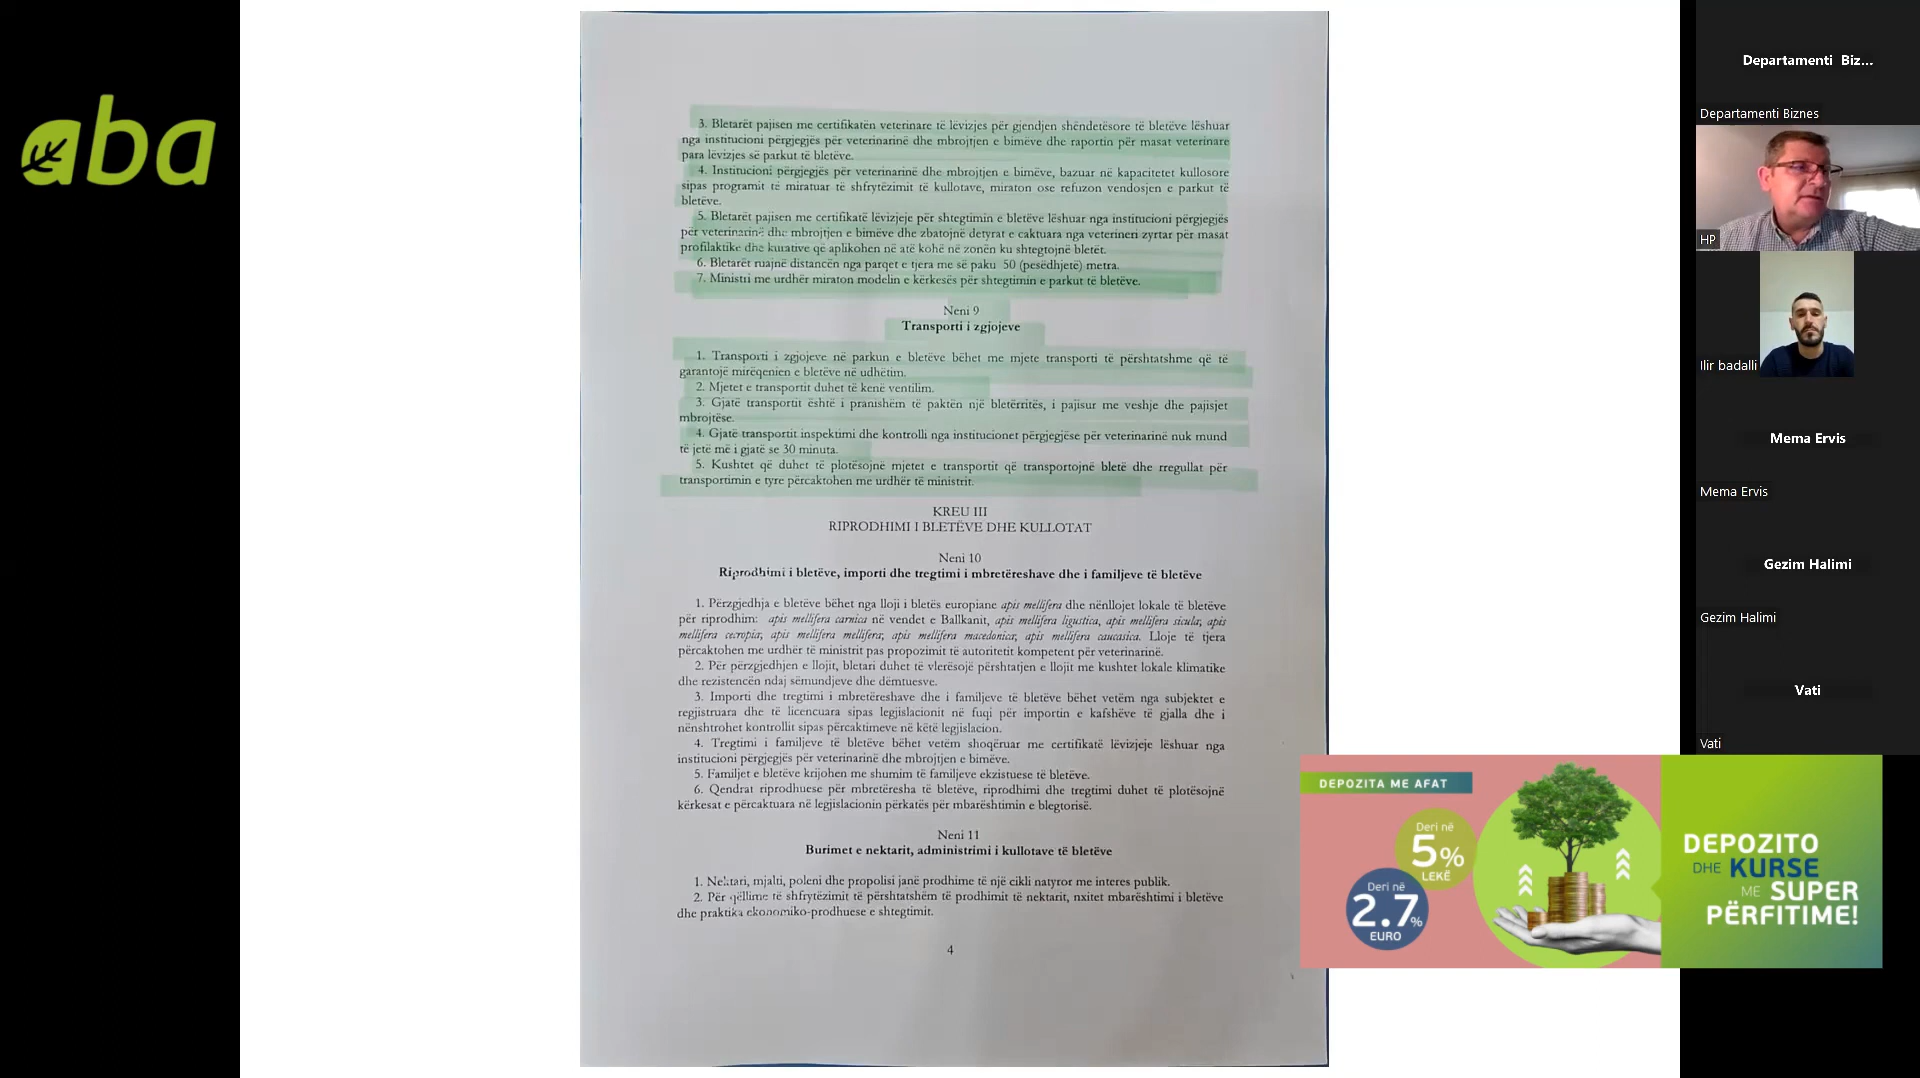 aba
3. Bletarët pajisen me certifikatën veterinare të lëvizjes për gjendjen shëndetësore të bletëve lëshuar
nga institucioni përgjegjës për veterinarinë dhe mbrojtjen e bimëve dhe raportin për masat veterinare
para lëvizjes së parkut të bletëve.
4. Institucioni përgjegjës për veterinarinë dhe mbrojtjen e bimëve, bazuar në kapacitetet kullosore
sipas programit të miratuar të shfrytëzimit të kullotave, miraton ose refuzon vendosjen e parkut të
bletëve.
5. Bletarët pajisen me certifikatë lëvizjeje për shtegtimin e bletëve lëshuar nga institucioni përgjegjës
për veterinarinë dhe mbrojtjen e bimëve dhe zbatojnë detyrat e caktuara nga veterineri zyrtar për masat
profilaktike dhe kurative që aplikohen në atë kohë në zonën ku shtegtojnë bletët.
6. Bletarët ruajnë distancën nga parqet e tjera me së paku 50 (pesëdhjetë) metra.
7. Ministri me urdhër miraton modelin e kërkesës për shtegtimin e parkut të bletëve.
Neni 9
Transporti i zgjojeve
1. Transporti i zgjojeve në parkun e bletëve bëhet me mjete transporti të përshtatshme që të
garantojë mirëqenien e bletëve në udhëtim.
2. Mjetet e transportit duhet të kenë ventilim.
3. Gjatë transportit është i pranishëm të paktën një bletërritës, i pajisur me veshje dhe pajisjet
mbrojtëse.
4. Gjatë transportit inspektimi dhe kontrolli nga institucionet përgjegjëse për veterinarinë nuk mund
të jetë më i gjatë se 30 minuta.
5. Kushtet që duhet të plotësojnë mjetet e transportit që transportojnë bletë dhe rregullat për
transportimin e tyre përcaktohen me urdhër të ministrit.
KREU III
RIPRODHIMI I BLETËVE DHE KULLOTAT
Neni 10
Riprodhimi i bletëve, importi dhe tregtimi i mbretëreshave dhe i familjeve të bletëve
1. Përzgjedhja e bletëve bëhet nga lloji i bletës europiane apis mellifera dhe nënllojet lokale të bletëve
për riprodhim: apis mellifera carnica në vendet e Ballkanit, apis mellifera ligustica, apis mellifera sicula, apis
mellifera cecropia, apis mellifera mellifera, apis mellifera macedonica, apis mellifera caucasica. Lloje të tjera
përcaktohen me urdhër të ministrit pas propozimit të autoritetit kompetent për veterinarinë.
2. Për përzgjedhjen e llojit, bletari duhet të vlerësojë përshtatjen e llojit me kushtet lokale klimatike
dhe rezistencën ndaj sëmundjeve dhe dëmtuesve.
3. Importi dhe tregtimi i mbretëreshave dhe i familjeve të bletëve bëhet vetëm nga subjektet e
regjistruara dhe të licencuara sipas legjislacionit në fuqi për importin e kafshëve të gjalla dhe i
nënshtrohet kontrollit sipas përcaktimeve në këtë legjislacion.
4. Tregtimi i familjeve të bletëve bëhet vetëm shoqëruar me certifikatë lëvizjeje lëshuar nga
institucioni përgjegjës për veterinarinë dhe mbrojtjen e bimëve.
5. Familjet e bletëve krijohen me shumim të familjeve ekzistuese të bletëve.
6. Qendrat riprodhuese për mbretëresha të bletëve, riprodhimi dhe tregtimi duhet të plotësojnë
kërkesat e përcaktuara në legjislacionin përkatës për mbarështimin e blegtorisë.
Neni 11
Burimet e nektarit, administrimi i kullotave të bletëve
1. Nektari, mjalti, poleni dhe propolisi janë prodhime të një cikli natyror me interes publik.
2. Për qëllime të shfrytëzimit të përshtatshëm të prodhimit të nektarit, nxitet mbarështimi i bletëve
dhe praktika ekonomiko-prodhuese e shtegtimit.
4
Departamenti Biz...
Departamenti Biznes
HP
Ilir badalli
Mema Ervis
Mema Ervis
Gezim Halimi
Gezim Halimi
Vati
Vati
DEPOZITA ME AFAT
Deri në
5%
LEKË
Deri në
2.7%
EURO
DEPOZITO
DHE KURSE
ME SUPER
PËRFITIME!